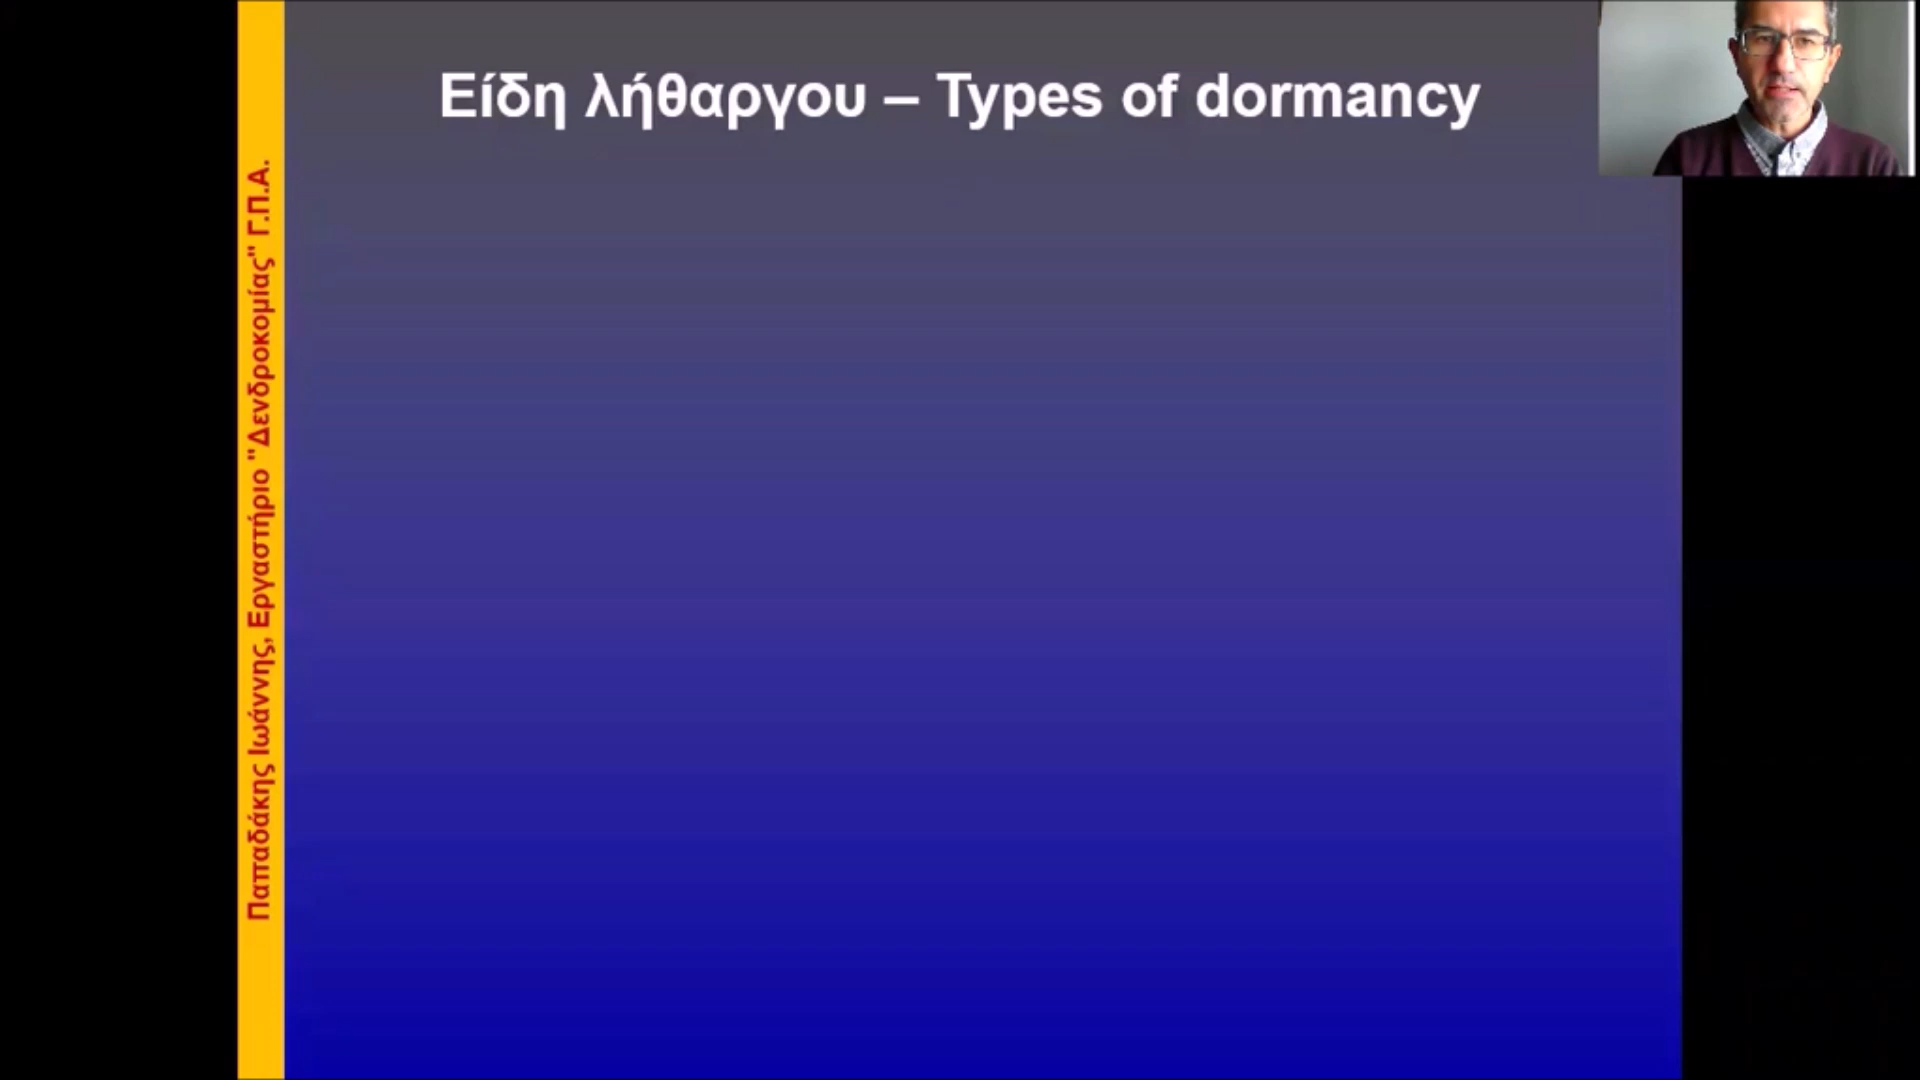 Είδη λήθαργου – Types of dormancy
Παπαδάκης Ιωάννης, Εργαστήριο "Δενδροκομίας" Γ.Π.Α.